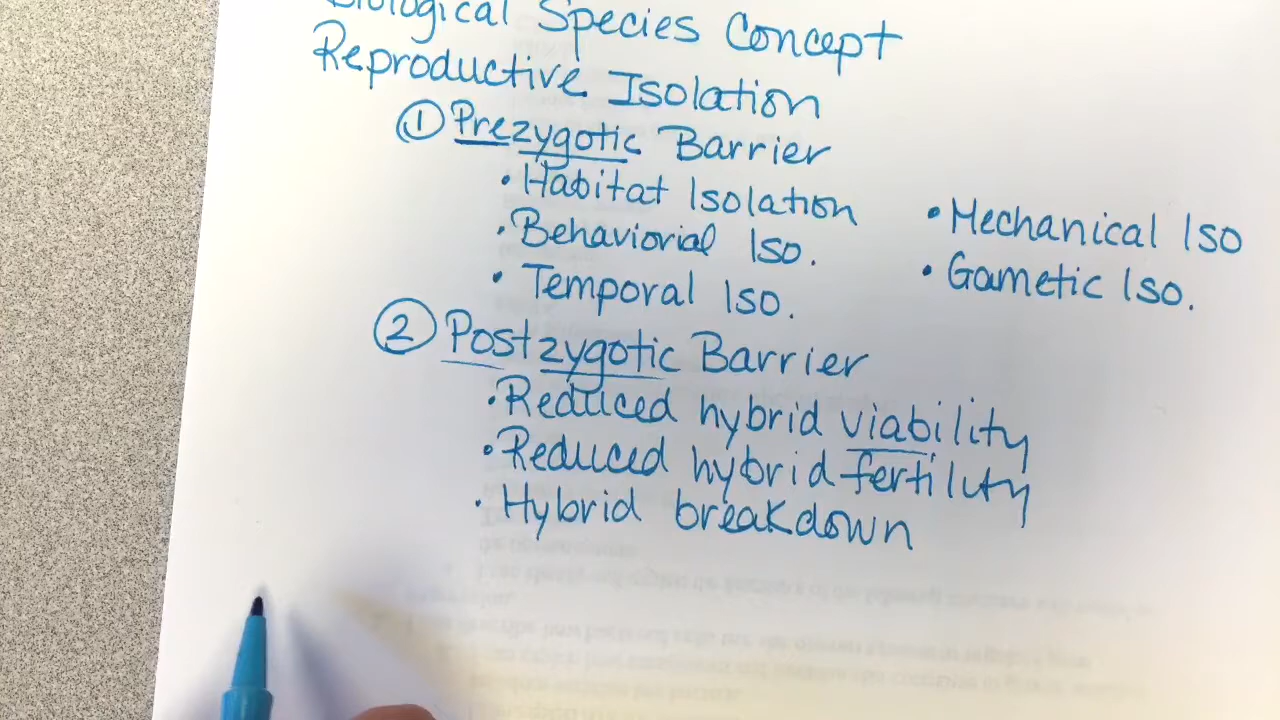 Biological Species Concept
Reproductive Isolation
① Prezygotic Barrier
• Habitat Isolation
• Behaviorial Iso.
• Temporal Iso.
• Mechanical Iso
• Gametic Iso.
② Postzygotic Barrier
• Reduced hybrid viability
• Reduced hybrid fertility
• Hybrid breakdown